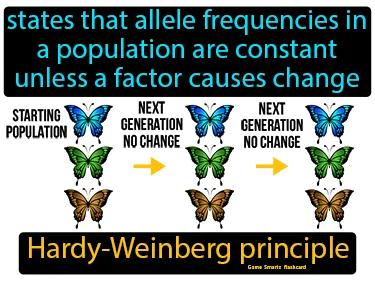 states that allele frequencies in
a population are constant
unless a factor causes change
STARTING
POPULATION
NEXT
GENERATION
NO CHANGE
NEXT
GENERATION
NO CHANGE
Hardy-Weinberg principle
Game Smartz flashcard